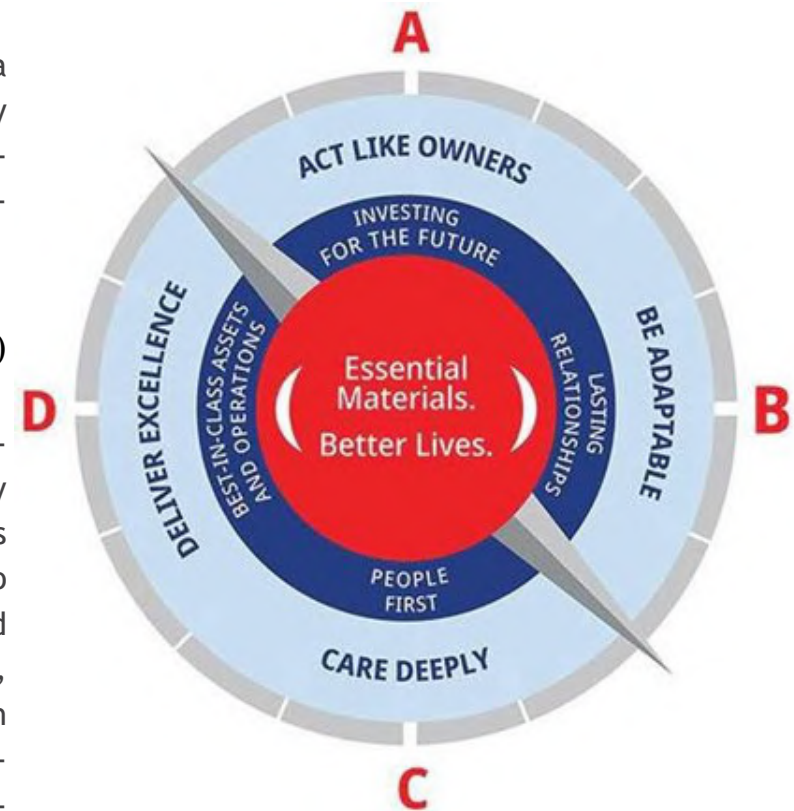 A
ACT LIKE OWNERS
INVESTING
FOR THE FUTURE
D
DELIVER EXCELLENCE
BEST-IN-CLASS ASSETS
AND OPERATIONS
Essential
Materials.
Better Lives.
LASTING
RELATIONSHIPS
BE ADAPTABLE
B
PEOPLE
FIRST
CARE DEEPLY
C